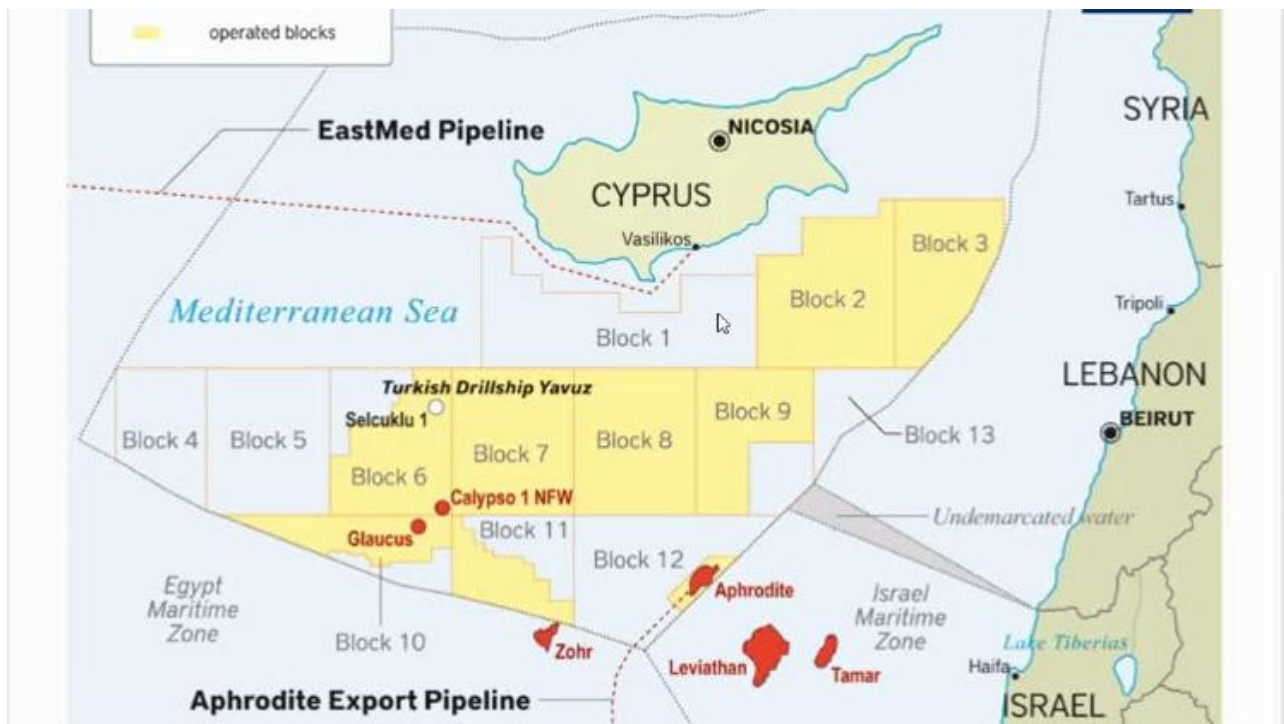 operated blocks
EastMed Pipeline
NICOSIA
SYRIA
CYPRUS
Tartus
Vasilikos
Block 3
Block 2
Mediterranean Sea
Tripoli
Block 1
LEBANON
Turkish Drillship Yavuz
Selcuklu 1
Block 9
BEIRUT
Block 4
Block 5
Block 8
Block 13
Block 7
Block 6
Calypso 1 NFW
Undemarcated water
Block 11
Glaucus
Block 12
Egypt
Maritime
Zone
Aphrodite
Israel
Maritime
Zone
Block 10
Zohr
Lake Tiberias
Leviathan
Tamar
Haifa
Aphrodite Export Pipeline
ISRAEL